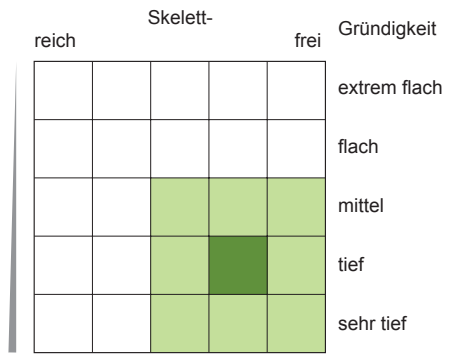 Skelett-
reich frei
Gründigkeit
extrem flach
flach
mittel
tief
sehr tief